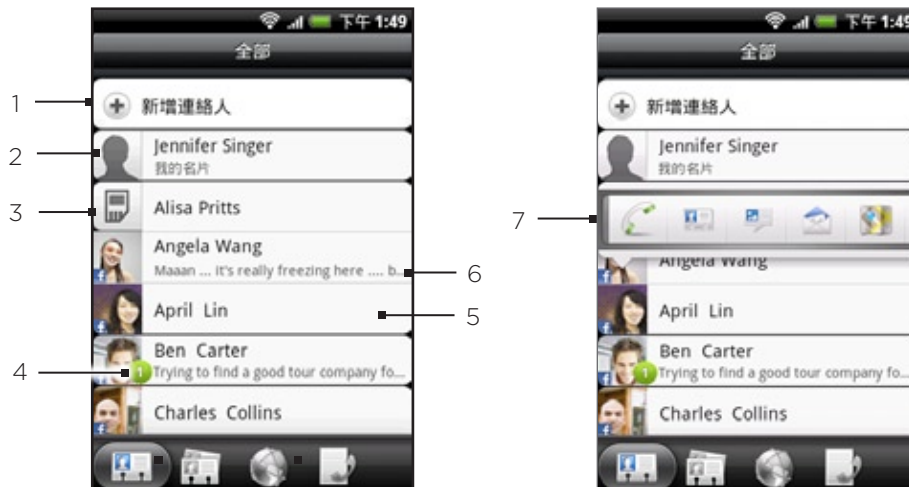 下午 1:49
全部
1
新增連絡人
2
Jennifer Singer
我的名片
3
Alisa Pritts
Angela Wang
Maaan ... it's really freezing here .... b...
6
April Lin
5
Ben Carter
4
1
Trying to find a good tour company fo...
Charles Collins
下午 1:49
全部
新增連絡人
Jennifer Singer
我的名片
7
Angela Wang
April Lin
Ben Carter
1
Trying to find a good tour company fo...
Charles Collins